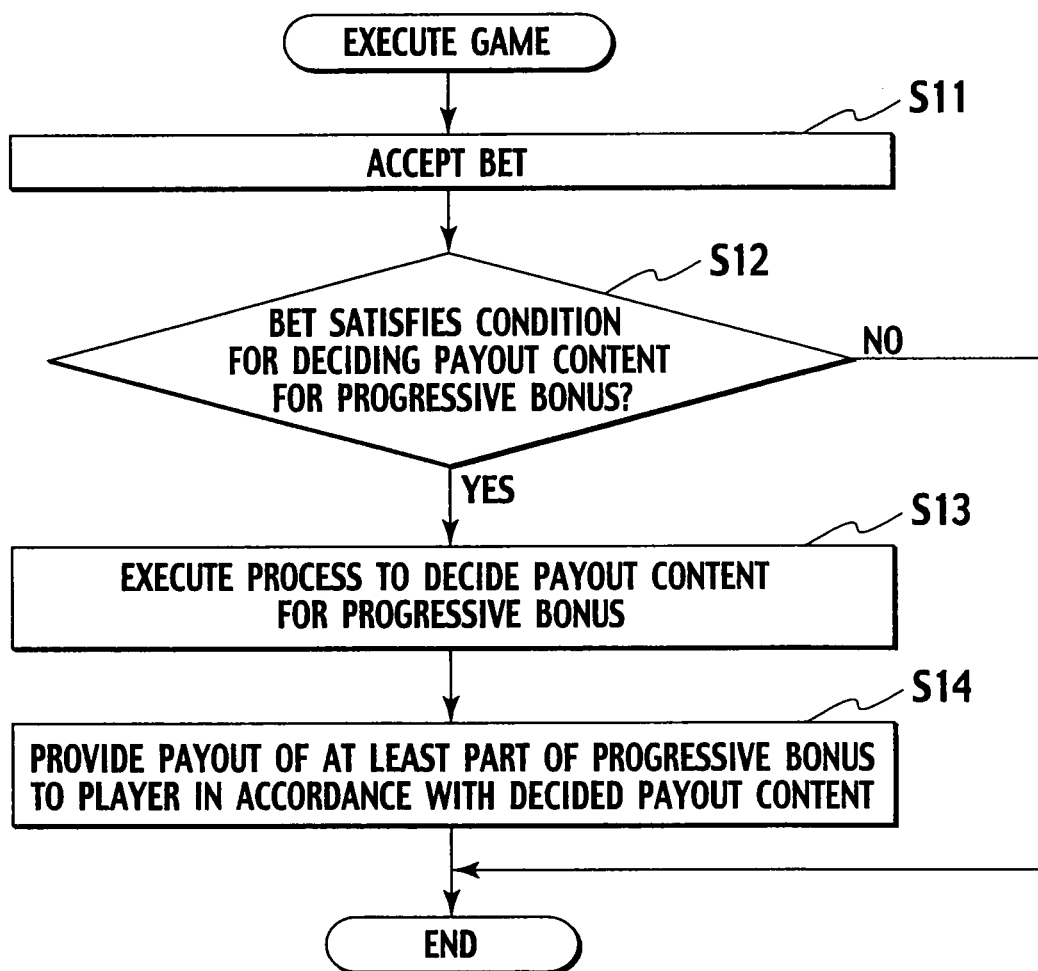 EXECUTE GAME
S11
ACCEPT BET
S12
BET SATISFIES CONDITION
FOR DECIDING PAYOUT CONTENT
FOR PROGRESSIVE BONUS?
NO
YES
S13
EXECUTE PROCESS TO DECIDE PAYOUT CONTENT
FOR PROGRESSIVE BONUS
S14
PROVIDE PAYOUT OF AT LEAST PART OF PROGRESSIVE BONUS
TO PLAYER IN ACCORDANCE WITH DECIDED PAYOUT CONTENT
END